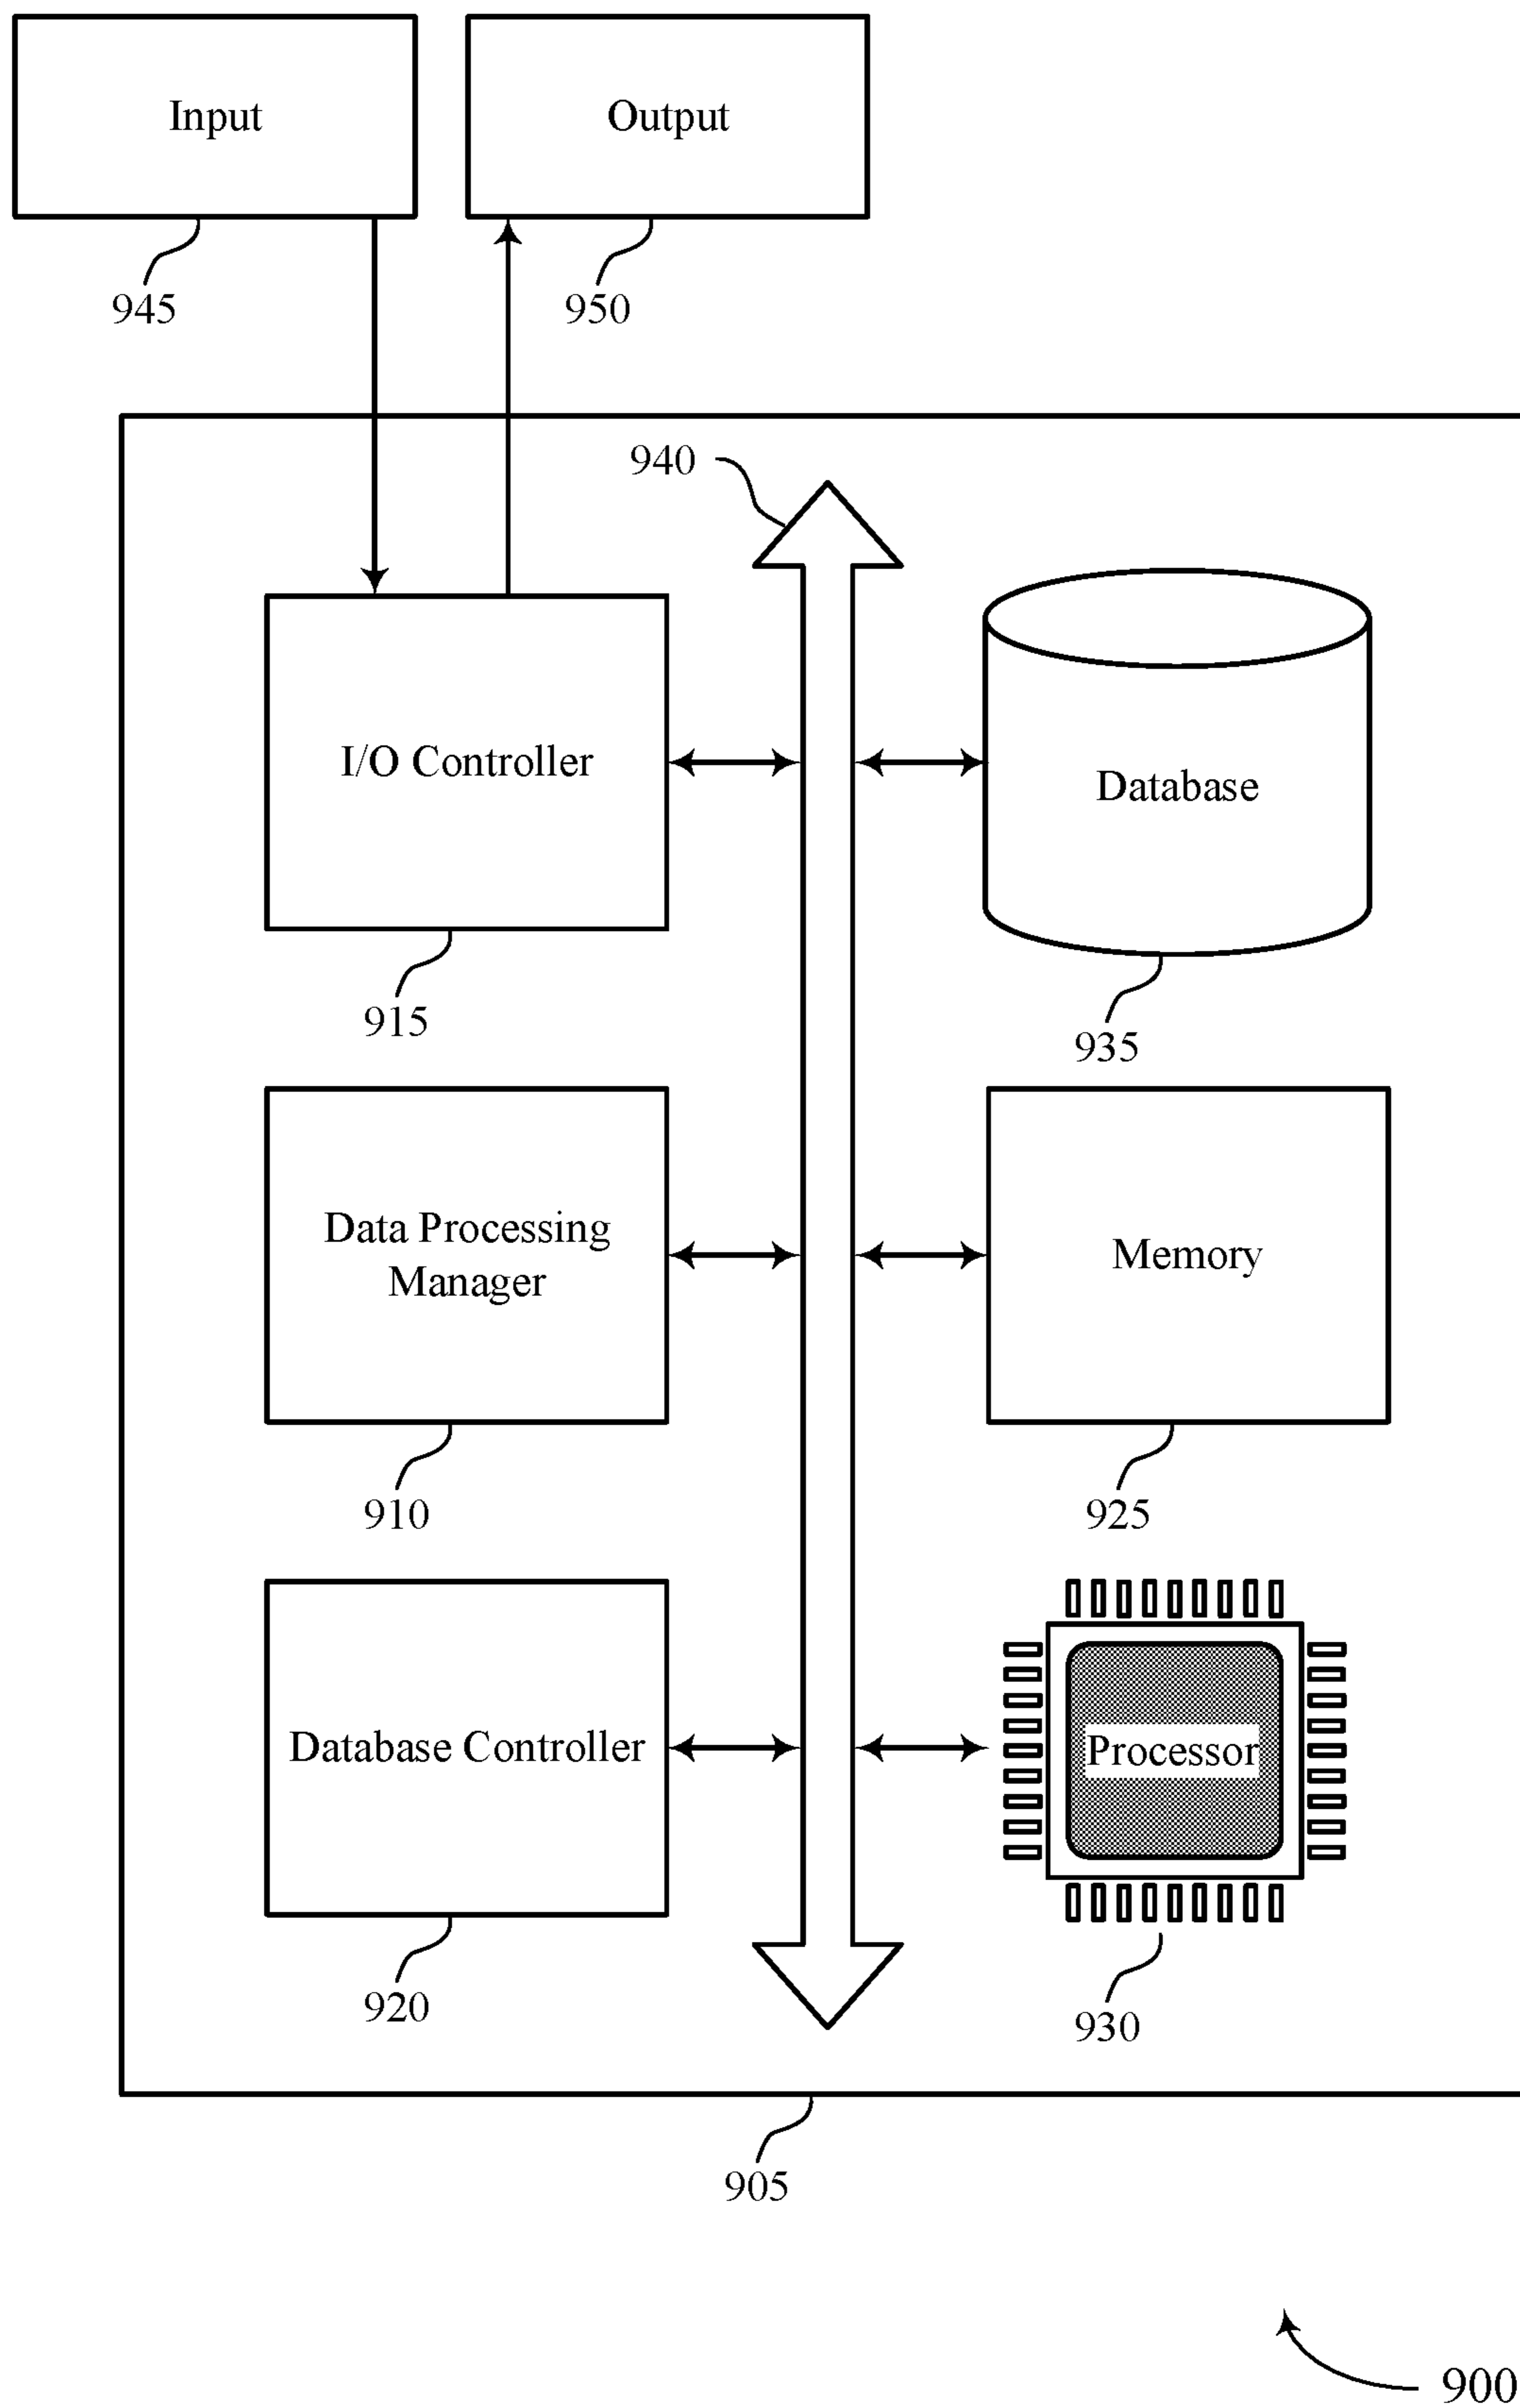 Input
Output
945
950
940
I/O Controller
Database
915
935
Data Processing
Manager
Memory
910
925
Database Controller
Processor
920
930
905
900